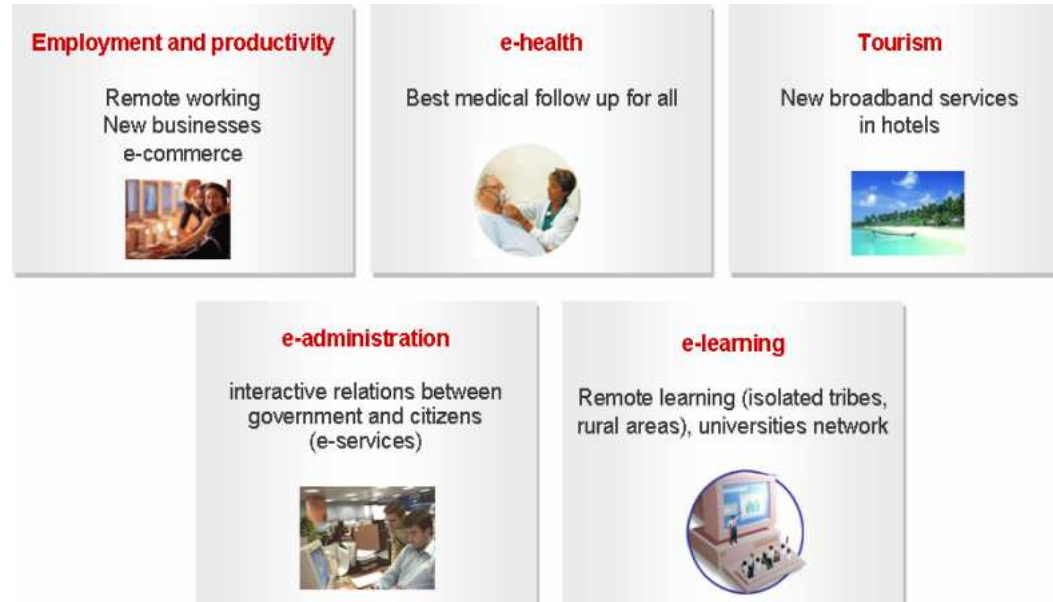 Employment and productivity
Remote working
New businesses
e-commerce
e-health
Best medical follow up for all
Tourism
New broadband services
in hotels
e-administration
interactive relations between
government and citizens
(e-services)
e-learning
Remote learning (isolated tribes,
rural areas), universities network